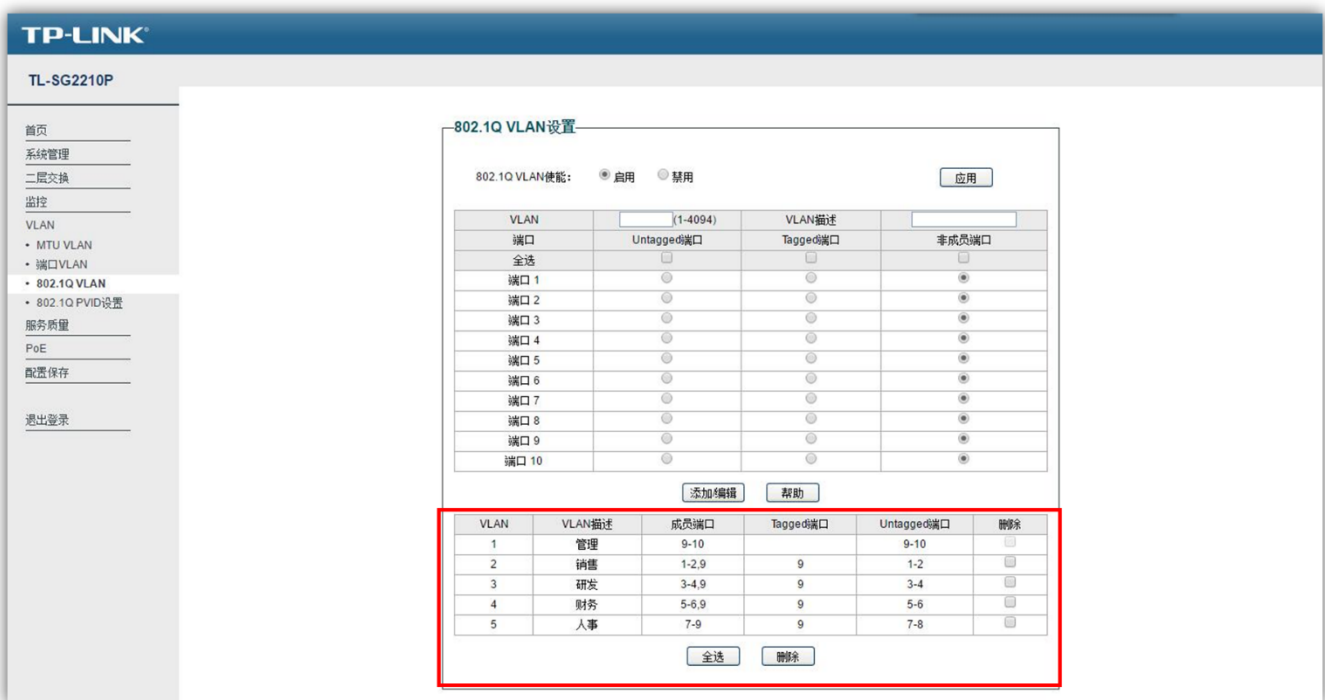 TP-LINK®
TL-SG2210P
首页
系统管理
二层交换
监控
VLAN
• MTU VLAN
• 端口VLAN
• 802.1Q VLAN
• 802.1Q PVID设置
服务质量
PoE
配置保存
退出登录
802.1Q VLAN设置
802.1Q VLAN使能: 启用 禁用 应用
VLAN (1-4094) VLAN描述
端口 Untagged端口 Tagged端口 非成员端口
全选
端口 1
端口 2
端口 3
端口 4
端口 5
端口 6
端口 7
端口 8
端口 9
端口 10
添加/编辑 帮助
VLAN VLAN描述 成员端口 Tagged端口 Untagged端口 删除
1 管理 9-10 9-10
2 销售 1-2,9 9 1-2
3 研发 3-4,9 9 3-4
4 财务 5-6,9 9 5-6
5 人事 7-9 9 7-8
全选 删除